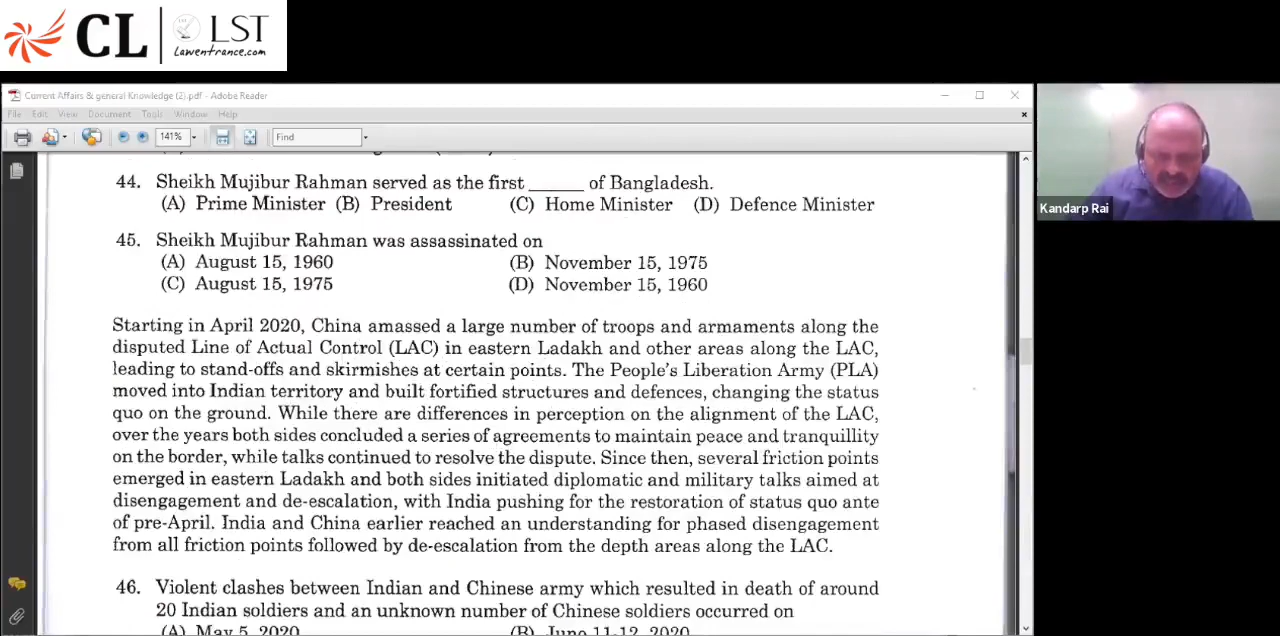 CL LST
Lawentrance.com
Current Affairs & general Knowledge (2).pdf - Adobe Reader
File Edit View Document Tools Window Help
141% Find
44. Sheikh Mujibur Rahman served as the first ______ of Bangladesh.
(A) Prime Minister (B) President (C) Home Minister (D) Defence Minister
45. Sheikh Mujibur Rahman was assassinated on
(A) August 15, 1960 (B) November 15, 1975
(C) August 15, 1975 (D) November 15, 1960
Starting in April 2020, China amassed a large number of troops and armaments along the
disputed Line of Actual Control (LAC) in eastern Ladakh and other areas along the LAC,
leading to stand-offs and skirmishes at certain points. The People's Liberation Army (PLA)
moved into Indian territory and built fortified structures and defences, changing the status
quo on the ground. While there are differences in perception on the alignment of the LAC,
over the years both sides concluded a series of agreements to maintain peace and tranquillity
on the border, while talks continued to resolve the dispute. Since then, several friction points
emerged in eastern Ladakh and both sides initiated diplomatic and military talks aimed at
disengagement and de-escalation, with India pushing for the restoration of status quo ante
of pre-April. India and China earlier reached an understanding for phased disengagement
from all friction points followed by de-escalation from the depth areas along the LAC.
46. Violent clashes between Indian and Chinese army which resulted in death of around
20 Indian soldiers and an unknown number of Chinese soldiers occurred on
(A) May 5, 2020 (B) June 11-12, 2020
Kandarp Rai